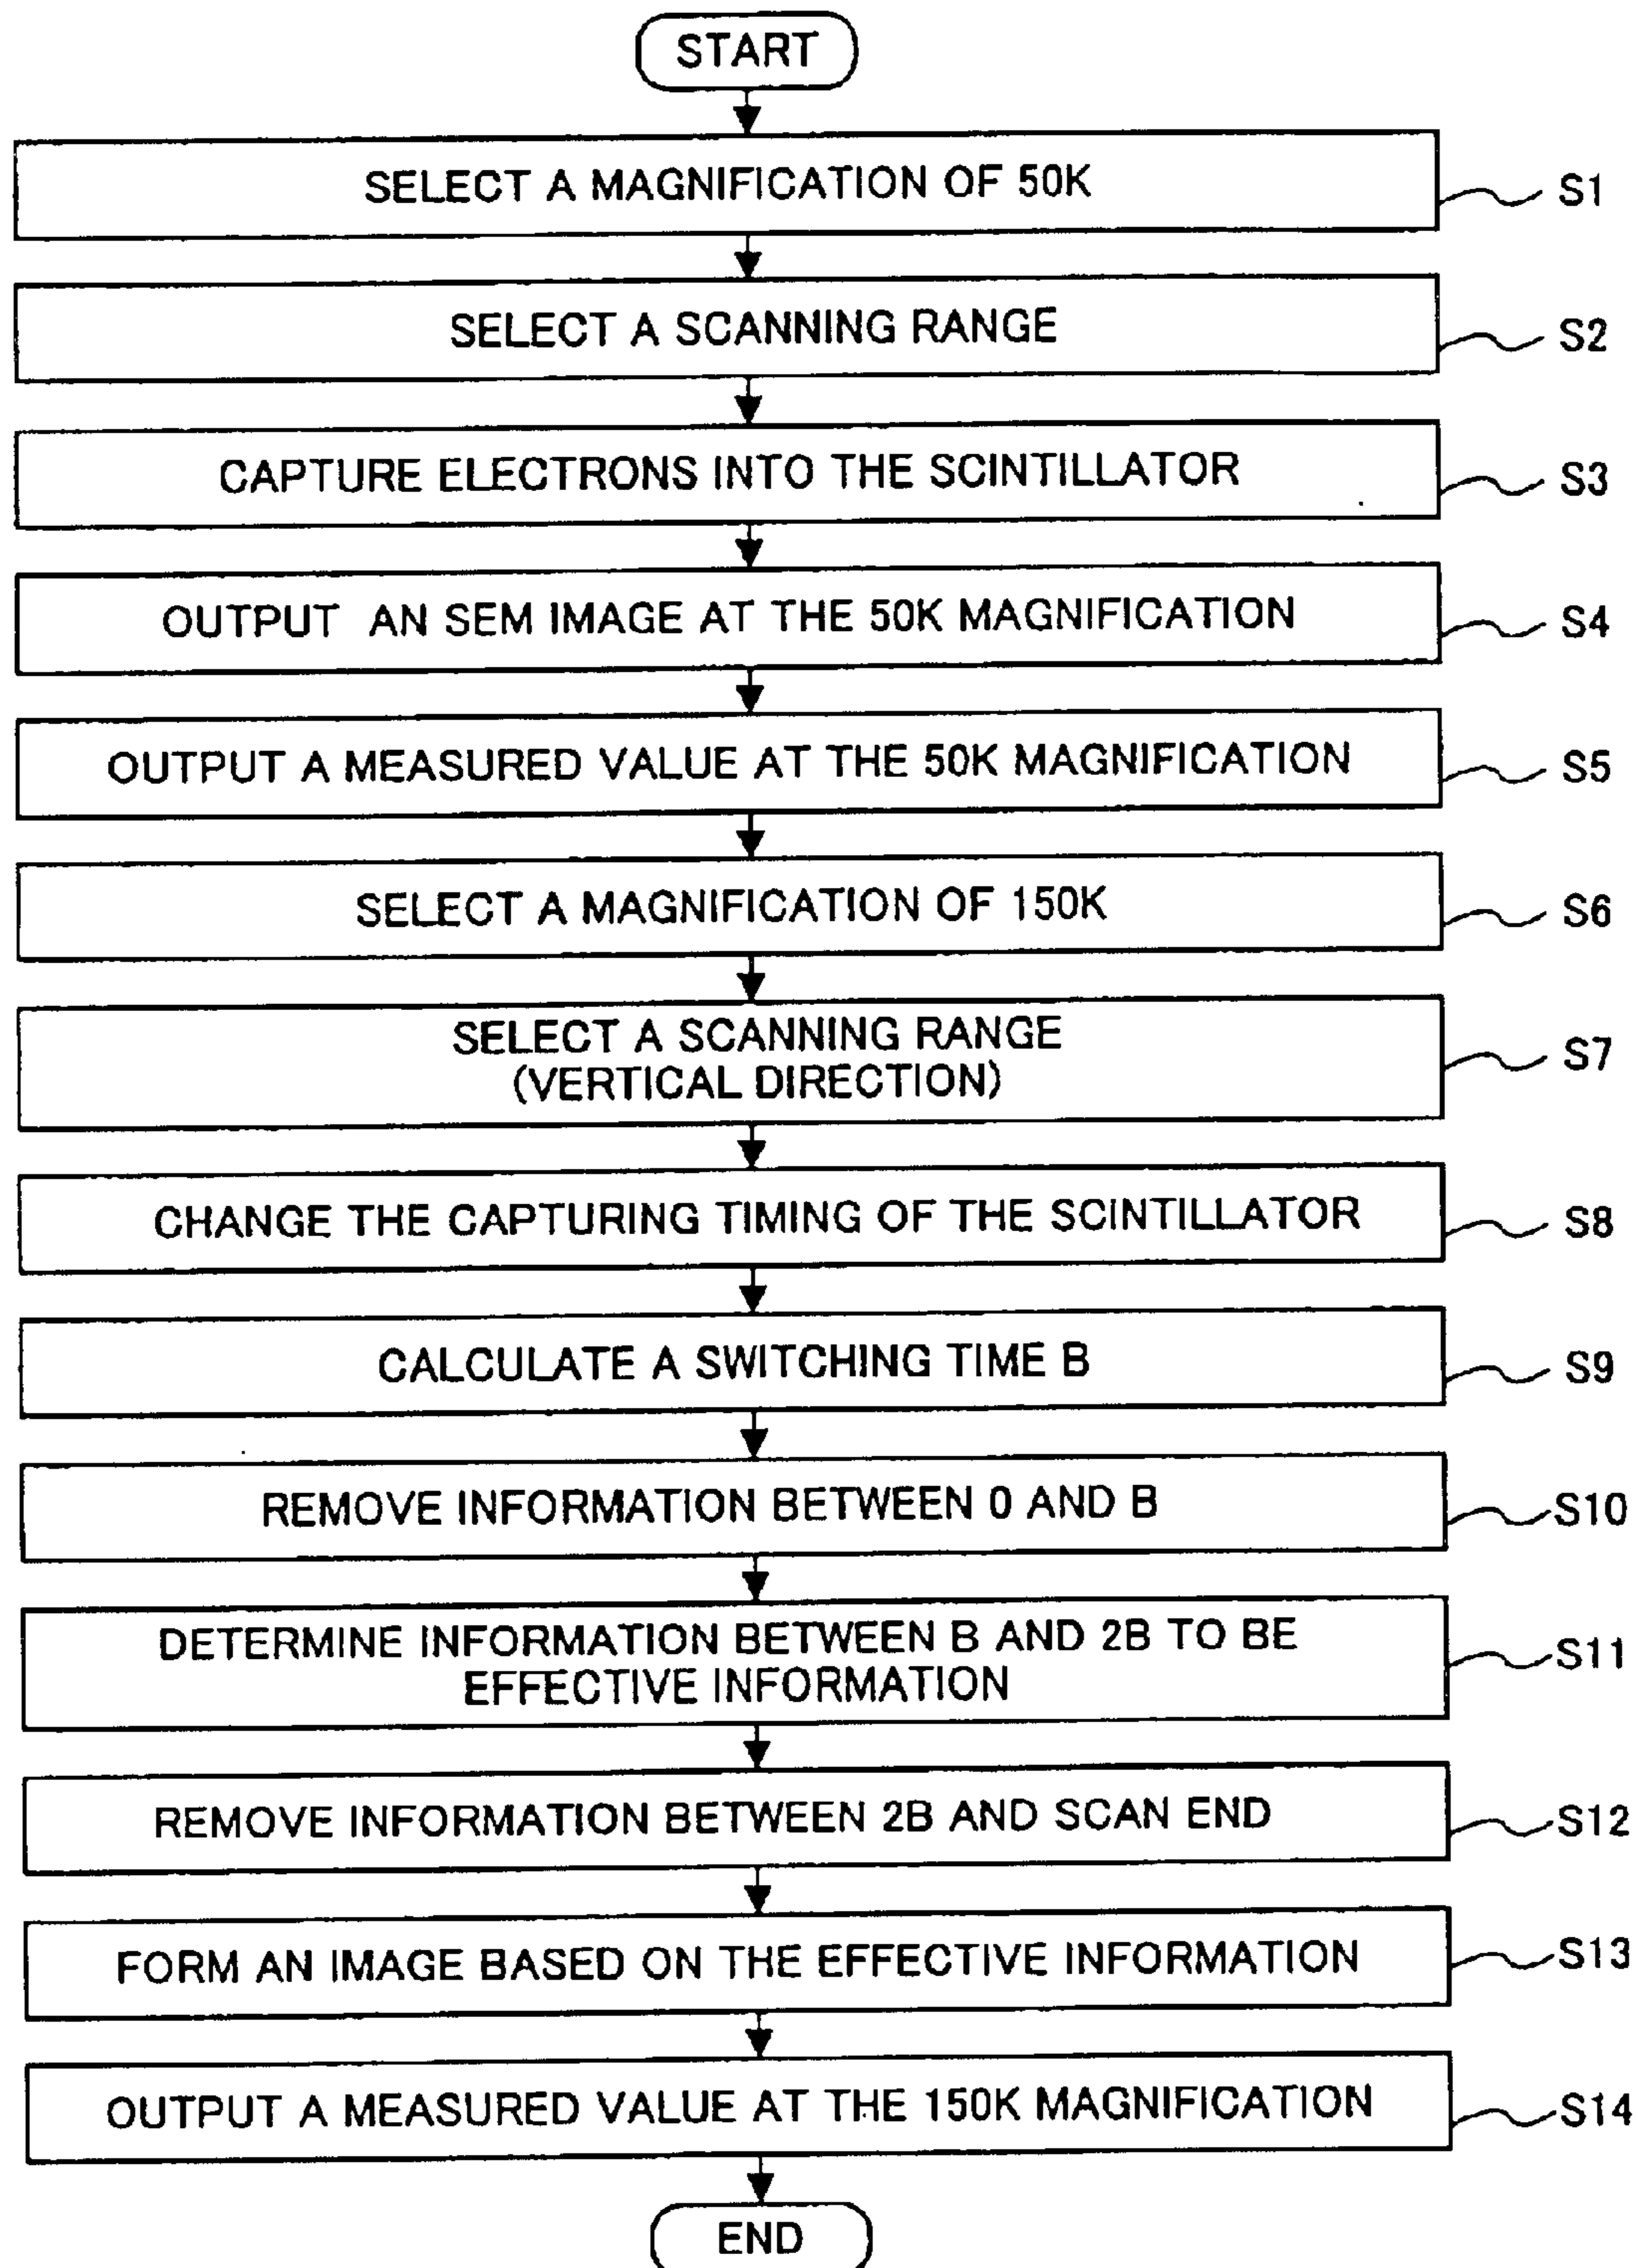 START
SELECT A MAGNIFICATION OF 50K
S1
SELECT A SCANNING RANGE
S2
CAPTURE ELECTRONS INTO THE SCINTILLATOR
S3
OUTPUT AN SEM IMAGE AT THE 50K MAGNIFICATION
S4
OUTPUT A MEASURED VALUE AT THE 50K MAGNIFICATION
S5
SELECT A MAGNIFICATION OF 150K
S6
SELECT A SCANNING RANGE
(VERTICAL DIRECTION)
S7
CHANGE THE CAPTURING TIMING OF THE SCINTILLATOR
S8
CALCULATE A SWITCHING TIME B
S9
REMOVE INFORMATION BETWEEN 0 AND B
S10
DETERMINE INFORMATION BETWEEN B AND 2B TO BE
EFFECTIVE INFORMATION
S11
REMOVE INFORMATION BETWEEN 2B AND SCAN END
S12
FORM AN IMAGE BASED ON THE EFFECTIVE INFORMATION
S13
OUTPUT A MEASURED VALUE AT THE 150K MAGNIFICATION
S14
END